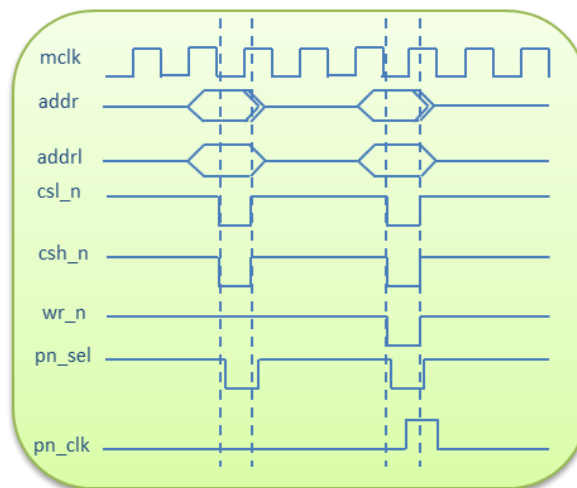 mclk
addr
addrl
csl_n
csh_n
wr_n
pn_sel
pn_clk